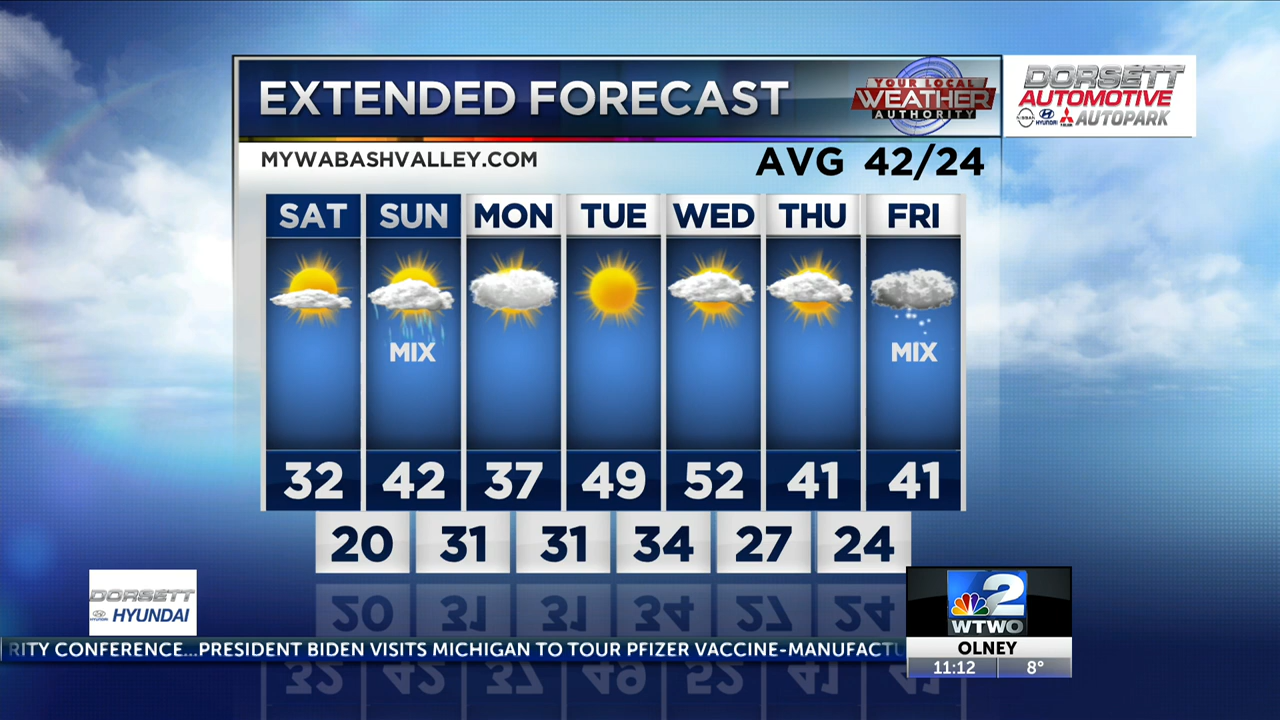 EXTENDED FORECAST
YOUR LOCAL
WEATHER
AUTHORITY
DORSETT
AUTOMOTIVE
NISSAN HYUNDAI AUTOPARK
MYWABASHVALLEY.COM
AVG 42/24
SAT SUN MON TUE WED THU FRI
MIX MIX
32 42 37 49 52 41 41
20 31 31 34 27 24
DORSETT
HYUNDAI
2
WTWO
OLNEY
11:12 8°
RITY CONFERENCE...PRESIDENT BIDEN VISITS MICHIGAN TO TOUR PFIZER VACCINE-MANUFACTU